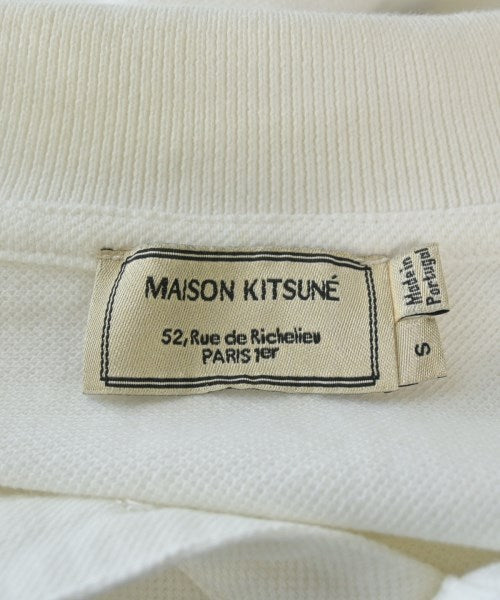 MAISON KITSUNÉ
52, Rue de Richelieu
PARIS 1er
Made in
Portugal
S